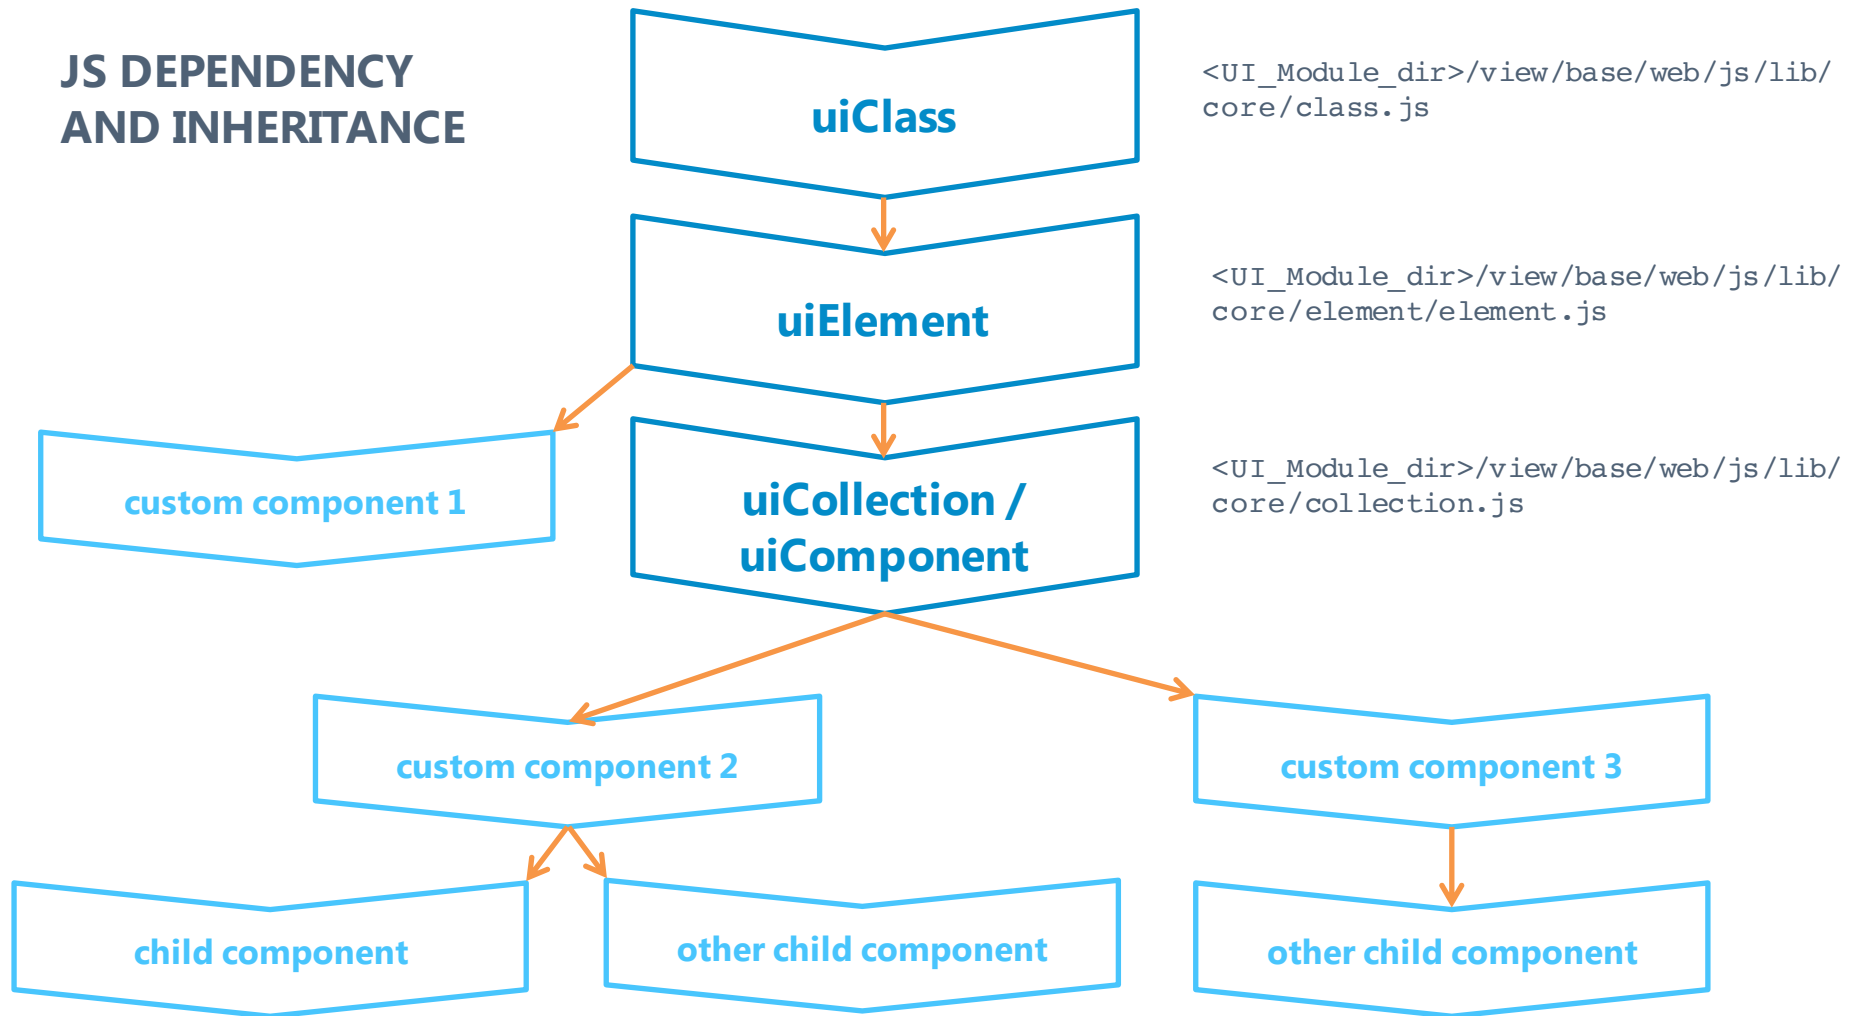 JS DEPENDENCY
AND INHERITANCE
uiClass
<UI_Module_dir>/view/base/web/js/lib/
core/class.js
uiElement
<UI_Module_dir>/view/base/web/js/lib/
core/element/element.js
custom component 1
uiCollection /
uiComponent
<UI_Module_dir>/view/base/web/js/lib/
core/collection.js
custom component 2
custom component 3
child component
other child component
other child component